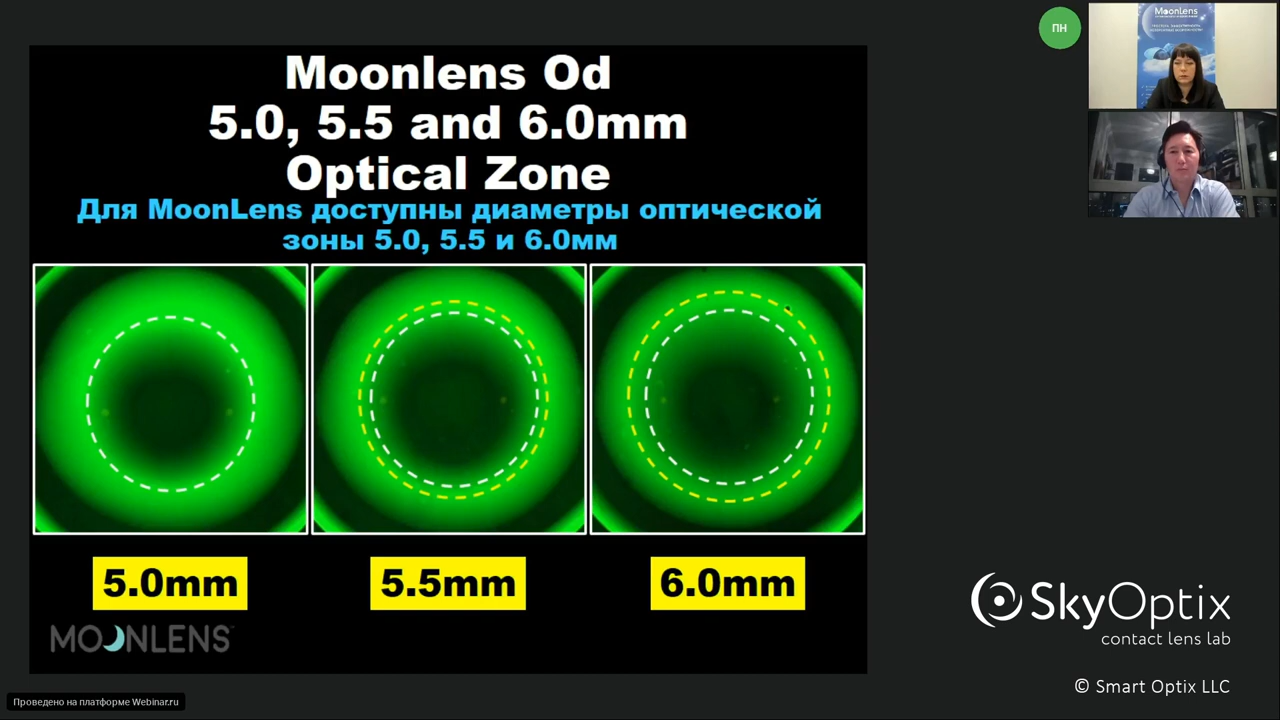 Moonlens Od
5.0, 5.5 and 6.0mm
Optical Zone
Для MoonLens доступны диаметры оптической
зоны 5.0, 5.5 и 6.0мм
5.0mm
5.5mm
6.0mm
MOONLENS
ПН
MoonLens
SkyOptix
contact lens lab
© Smart Optix LLC
Проведено на платформе Webinar.ru